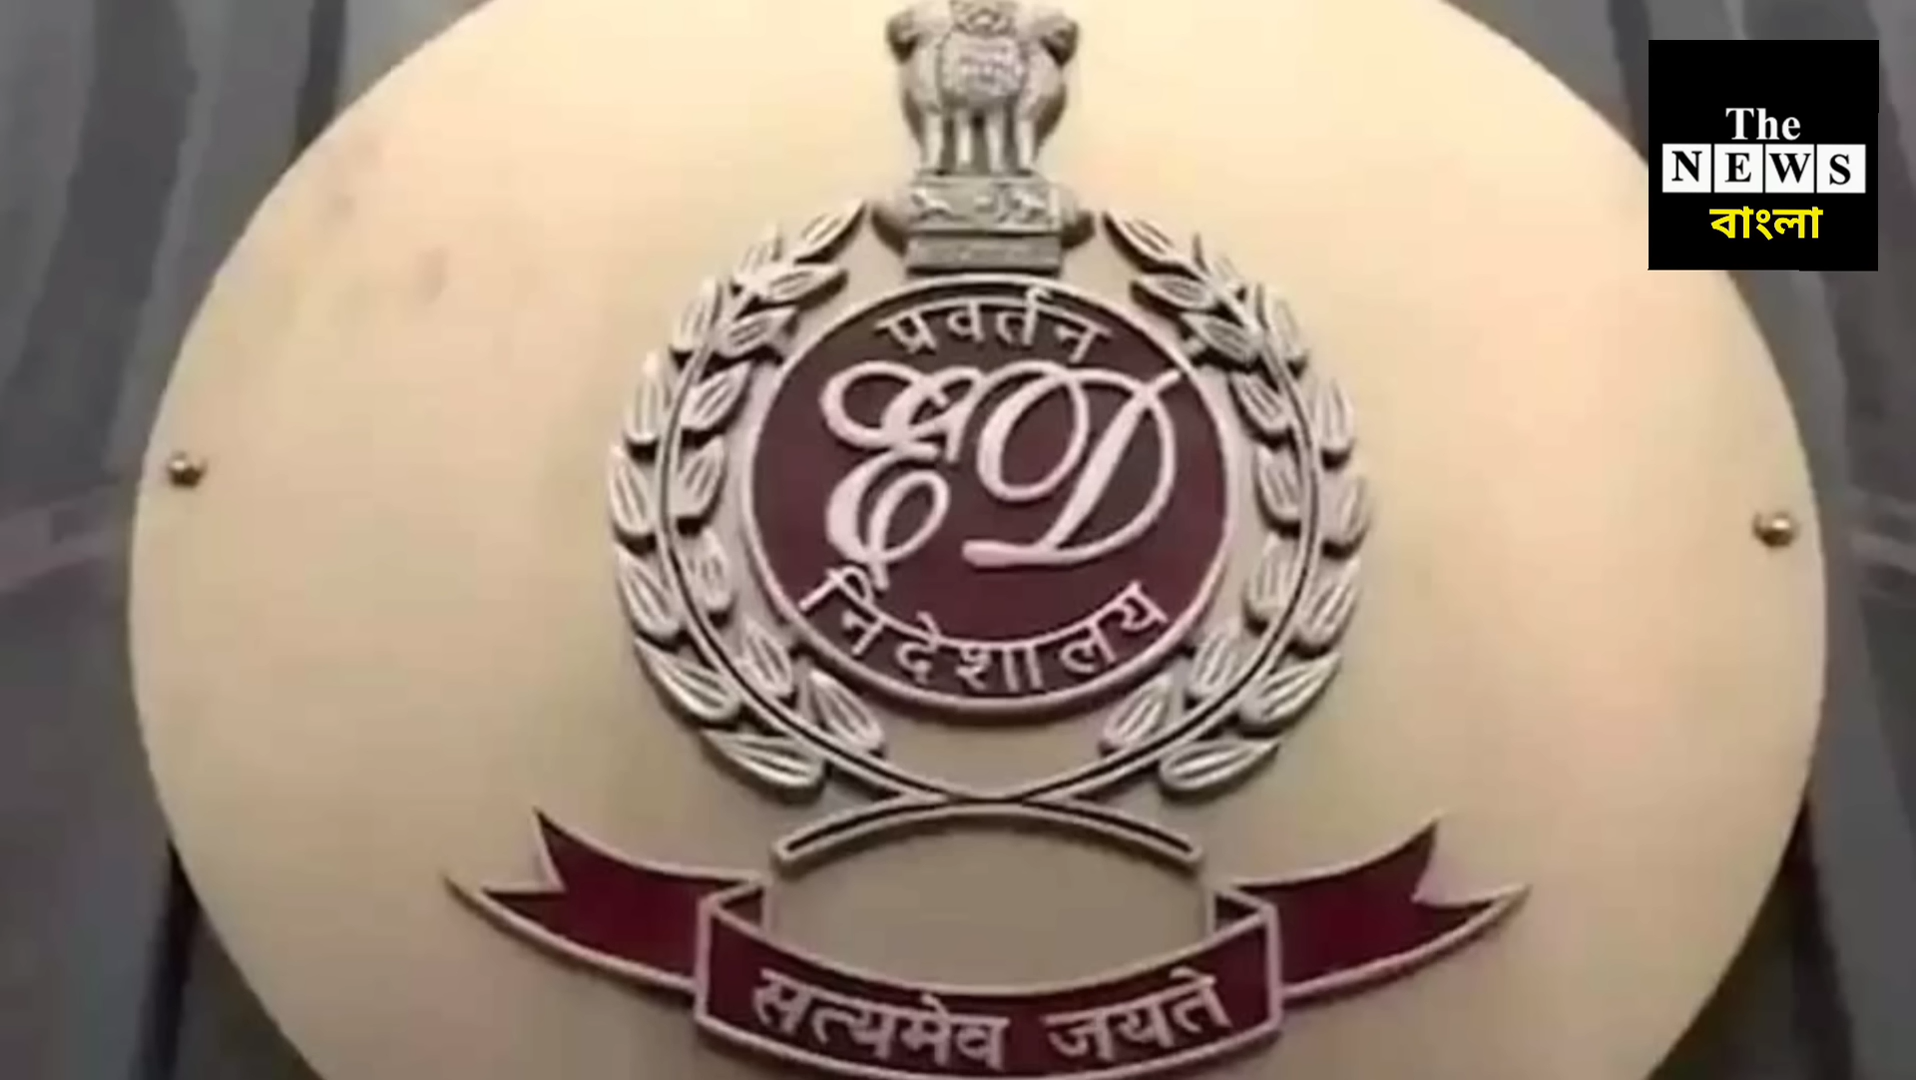 The
NEWS
বাংলা
प्रवर्तन
ED
निदेशालय
सत्यमेव जयते